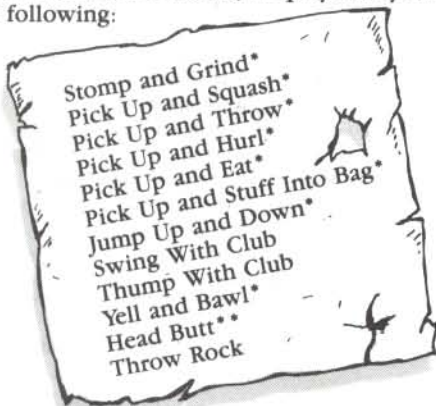 following:
Stomp and Grind*
Pick Up and Squash*
Pick Up and Throw*
Pick Up and Hurl*
Pick Up and Eat*
Pick Up and Stuff Into Bag*
Jump Up and Down*
Swing With Club
Thump With Club
Yell and Bawl*
Head Butt**
Throw Rock